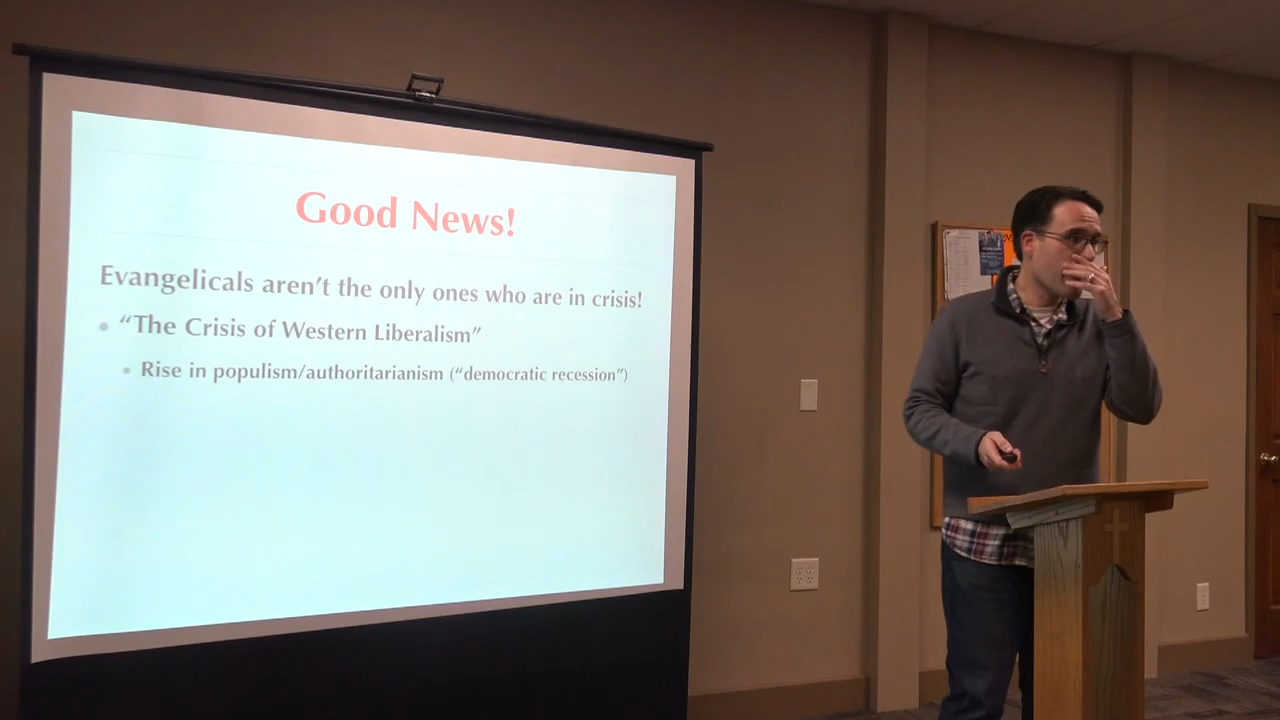 Good News!
Evangelicals aren't the only ones who are in crisis!
• "The Crisis of Western Liberalism"
• Rise in populism/authoritarianism ("democratic recession")